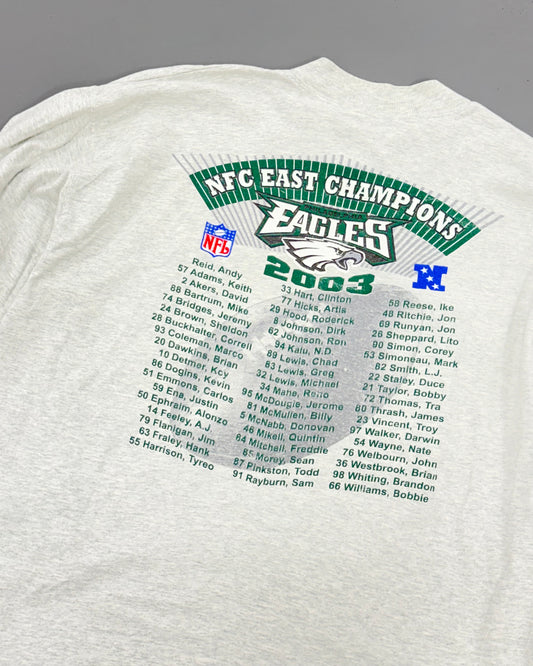 NFC EAST CHAMPIONS
PHILADELPHIA
EAGLES
NFL
2003
N
Reid, Andy
57 Adams, Keith
2 Akers, David
88 Bartrum, Mike
74 Bridges, Jeremy
24 Brown, Sheldon
28 Buckhalter, Correll
93 Coleman, Marco
20 Dawkins, Brian
10 Detmer, Koy
86 Dogins, Kevin
51 Emmons, Carlos
59 Ena, Justin
50 Ephraim, Alonzo
14 Feeley, A.J
79 Flanigan, Jim
63 Fraley, Hank
55 Harrison, Tyreo
33 Hart, Clinton
77 Hicks, Artis
29 Hood, Roderick
8 Johnson, Dirk
62 Johnson, Ron
94 Kalu, N.D.
89 Lewis, Chad
83 Lewis, Greg
32 Lewis, Michael
34 Mahe, Reno
95 McDougle, Jerome
81 McMullen, Billy
5 McNabb, Donovan
46 Mikell, Quintin
84 Mitchell, Freddie
85 Morey, Sean
87 Pinkston, Todd
91 Rayburn, Sam
58 Reese, Ike
48 Ritchie, Jon
69 Runyan, Jon
26 Sheppard, Lito
90 Simon, Corey
53 Simoneau, Mark
82 Smith, L.J.
22 Staley, Duce
21 Taylor, Bobby
72 Thomas, Tra
60 Thrash, James
23 Vincent, Troy
97 Walker, Darwin
54 Wayne, Nate
76 Welbourn, John
36 Westbrook, Brian
98 Whiting, Brandon
66 Williams, Bobbie